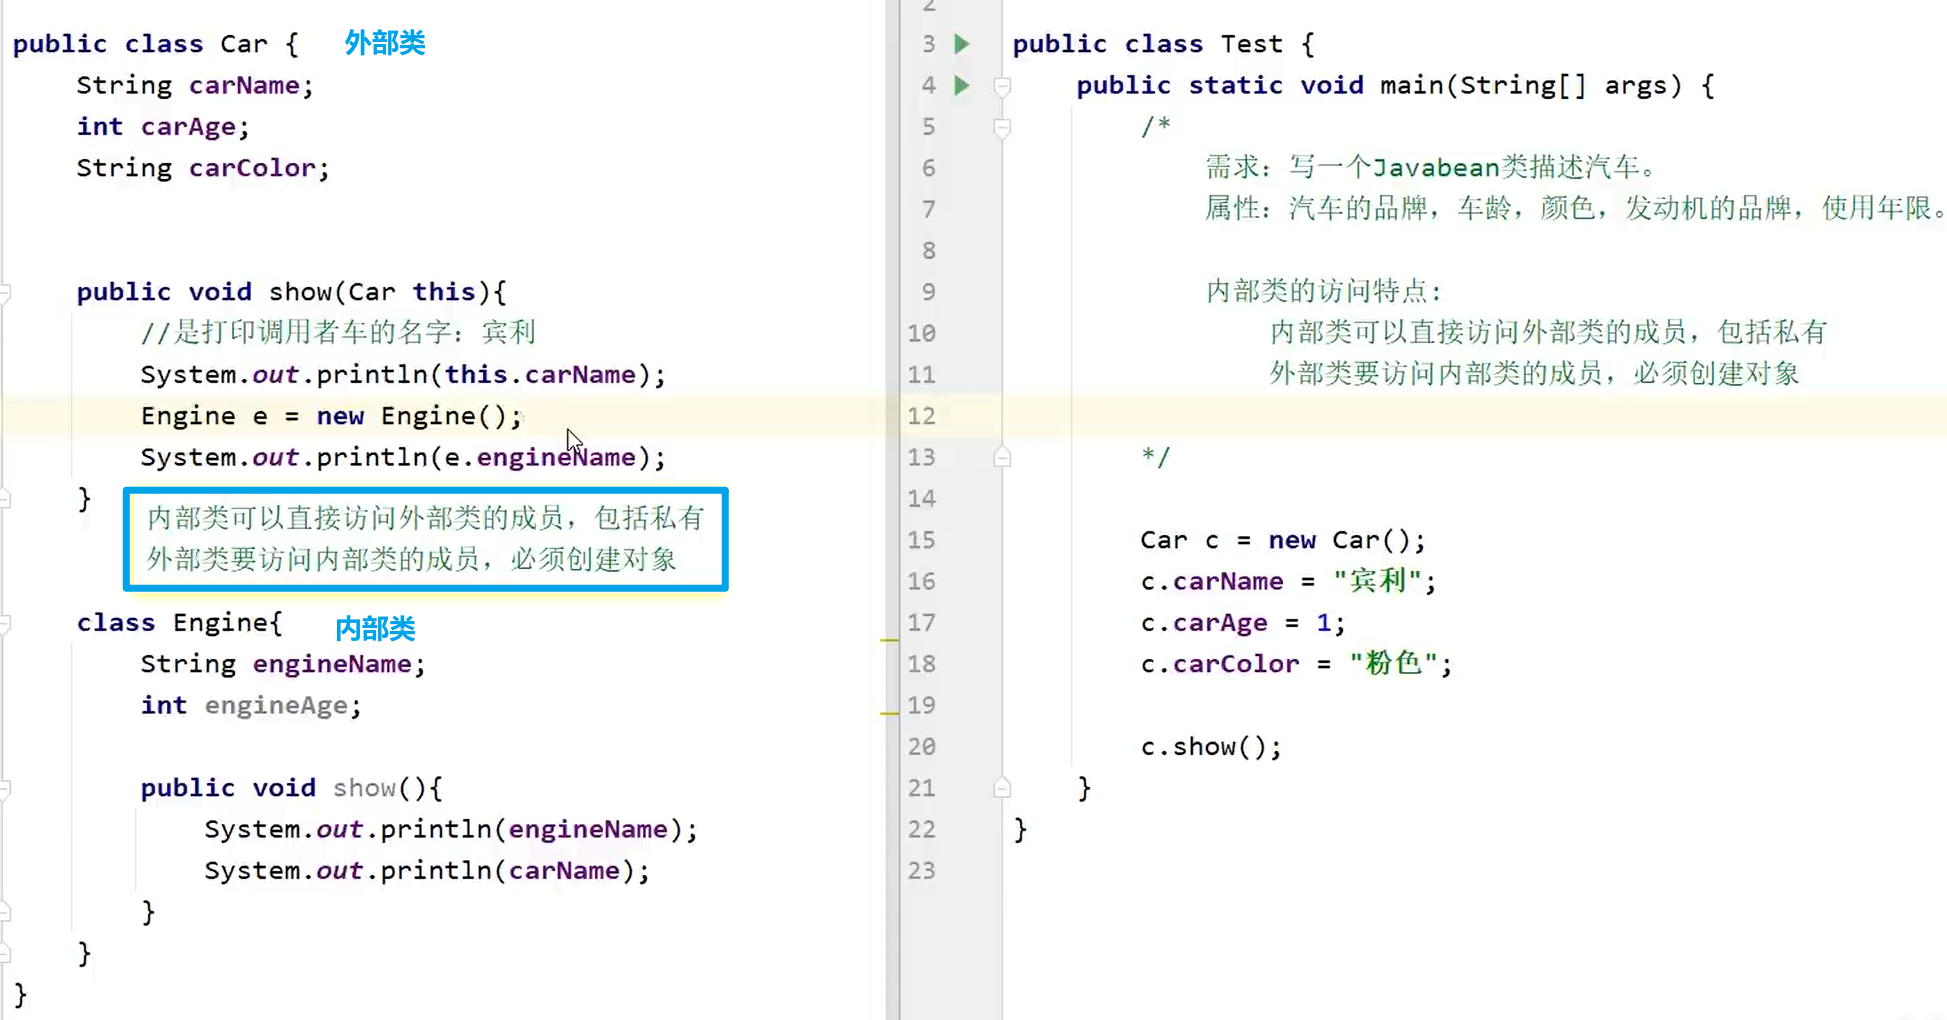 public class Car { 外部类
String carName;
int carAge;
String carColor;
public void show(Car this){
//是打印调用者车的名字：宾利
System.out.println(this.carName);
Engine e = new Engine();
System.out.println(e.engineName);
}
内部类可以直接访问外部类的成员，包括私有
外部类要访问内部类的成员，必须创建对象
class Engine{ 内部类
String engineName;
int engineAge;
public void show(){
System.out.println(engineName);
System.out.println(carName);
}
}
}
2
3 public class Test {
4 public static void main(String[] args) {
5 /*
6 需求：写一个Javabean类描述汽车。
7 属性：汽车的品牌，车龄，颜色，发动机的品牌，使用年限。
8
9 内部类的访问特点：
10 内部类可以直接访问外部类的成员，包括私有
11 外部类要访问内部类的成员，必须创建对象
12
13 */
14
15 Car c = new Car();
16 c.carName = "宾利";
17 c.carAge = 1;
18 c.carColor = "粉色";
19
20 c.show();
21 }
22 }
23